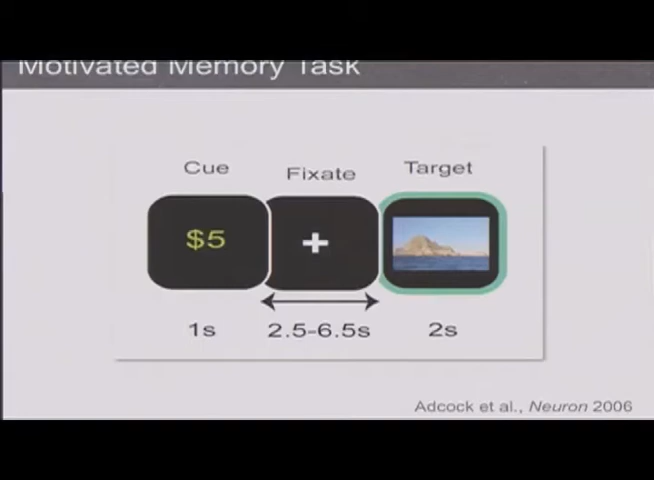 Motivated Memory Task
Cue
Fixate
Target
$5
+
1s
2.5-6.5s
2s
Adcock et al., Neuron 2006